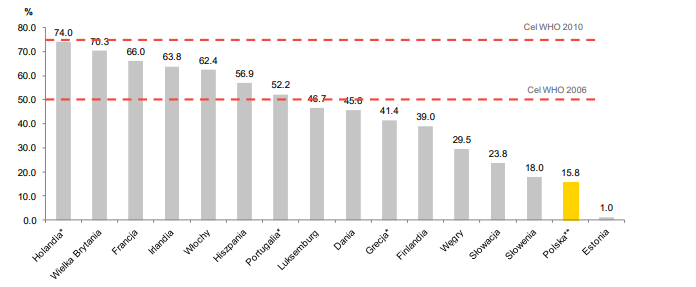 %
Cel WHO 2010
Cel WHO 2006
80.0
70.0
60.0
50.0
40.0
30.0
20.0
10.0
0.0
74.0
70.3
66.0
63.8
62.4
56.9
52.2
46.7
45.6
41.4
39.0
29.5
23.8
18.0
15.8
1.0
Holandia*
Wielka Brytania
Francja
Irlandia
Włochy
Hiszpania
Portugalia*
Luksemburg
Dania
Grecja*
Finlandia
Węgry
Słowacja
Słowenia
Polska**
Estonia